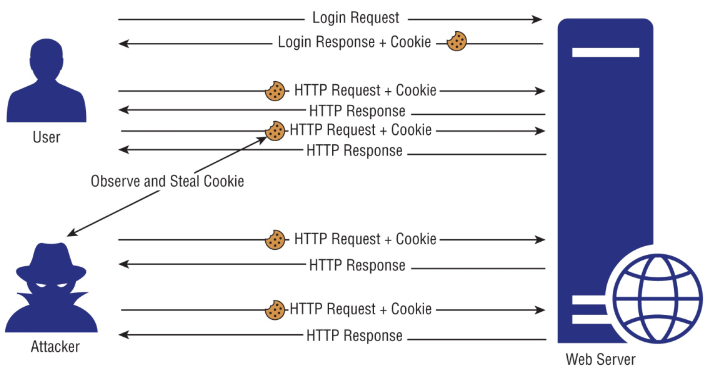 Login Request
Login Response + Cookie
HTTP Request + Cookie
HTTP Response
User
HTTP Request + Cookie
HTTP Response
Observe and Steal Cookie
HTTP Request + Cookie
HTTP Response
HTTP Request + Cookie
HTTP Response
Attacker
Web Server